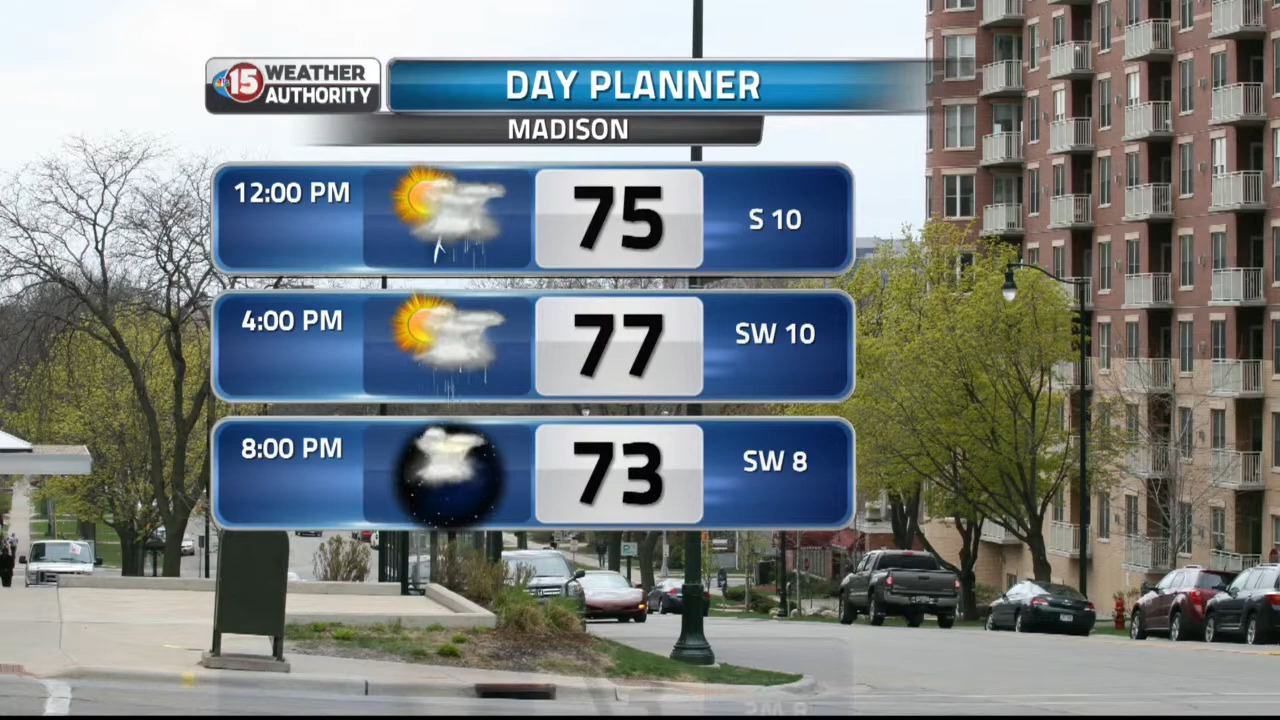 15 WEATHER AUTHORITY
DAY PLANNER
MADISON
12:00 PM 75 S 10
4:00 PM 77 SW 10
8:00 PM 73 SW 8